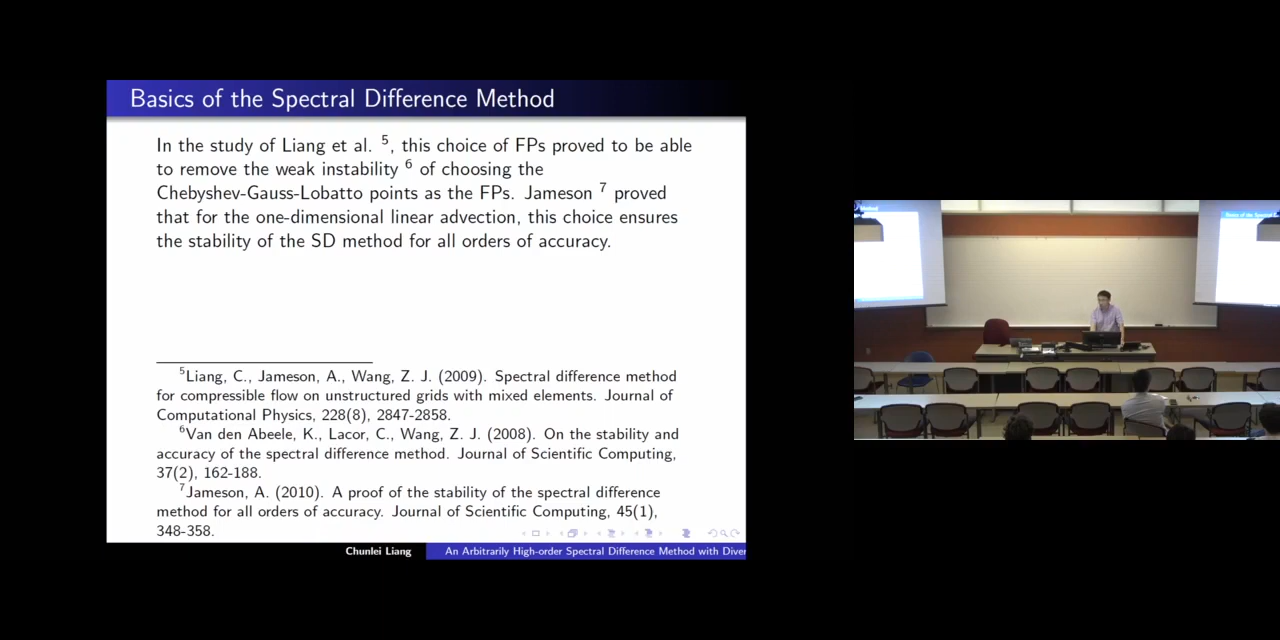 Basics of the Spectral Difference Method
In the study of Liang et al. 5, this choice of FPs proved to be able
to remove the weak instability 6 of choosing the
Chebyshev-Gauss-Lobatto points as the FPs. Jameson 7 proved
that for the one-dimensional linear advection, this choice ensures
the stability of the SD method for all orders of accuracy.
5Liang, C., Jameson, A., Wang, Z. J. (2009). Spectral difference method
for compressible flow on unstructured grids with mixed elements. Journal of
Computational Physics, 228(8), 2847-2858.
6Van den Abeele, K., Lacor, C., Wang, Z. J. (2008). On the stability and
accuracy of the spectral difference method. Journal of Scientific Computing,
37(2), 162-188.
7Jameson, A. (2010). A proof of the stability of the spectral difference
method for all orders of accuracy. Journal of Scientific Computing, 45(1),
348-358.
Chunlei Liang
An Arbitrarily High-order Spectral Difference Method with Diver
Basics of the Spectral D